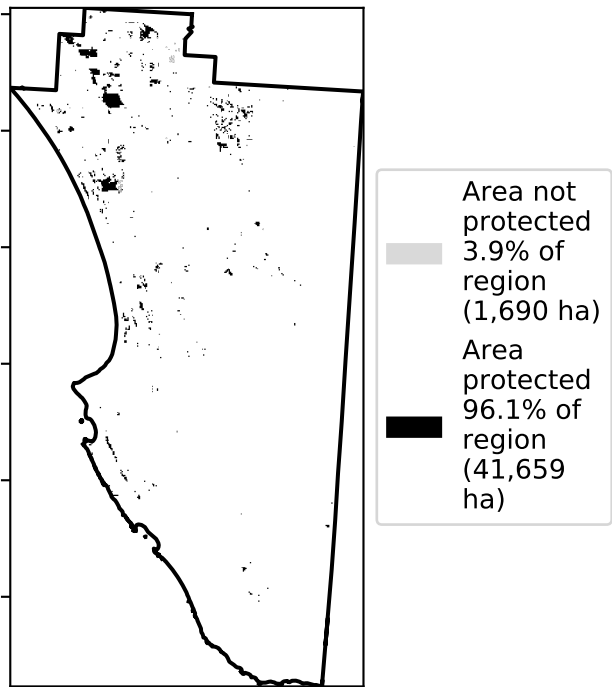 Area not
protected
3.9% of
region
(1,690 ha)
Area
protected
96.1% of
region
(41,659
ha)